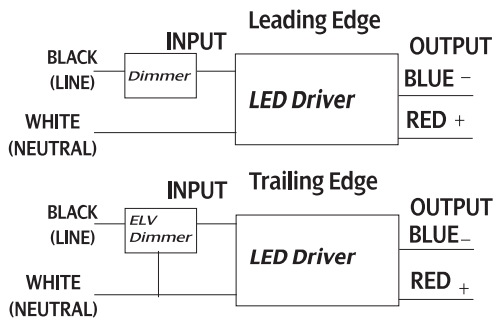 Leading Edge
INPUT
OUTPUT
BLACK
(LINE)
Dimmer
LED Driver
BLUE -
WHITE
(NEUTRAL)
RED +
Trailing Edge
INPUT
OUTPUT
BLACK
(LINE)
ELV
Dimmer
LED Driver
BLUE -
WHITE
(NEUTRAL)
RED +